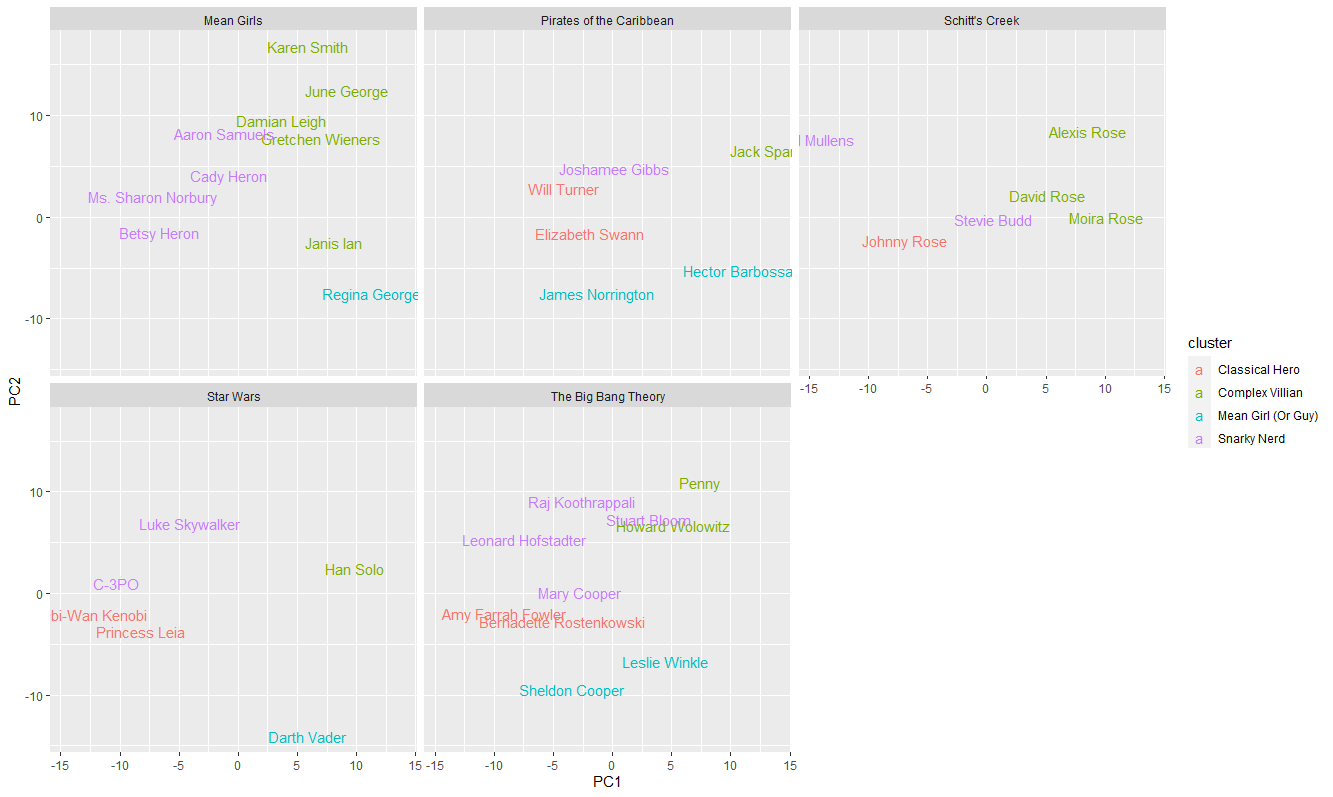 Mean Girls
Pirates of the Caribbean
Schitt's Creek
Karen Smith
June George
Damian Leigh
Aaron Samuels
Gretchen Wieners
Cady Heron
Ms. Sharon Norbury
Betsy Heron
Janis Ian
Regina George
10
0
-10
Jack Spar
Joshamee Gibbs
Will Turner
Elizabeth Swann
Hector Barbossa
James Norrington
l Mullens
Alexis Rose
David Rose
Moira Rose
Stevie Budd
Johnny Rose
-15 -10 -5 0 5 10 15
PC2
cluster
a Classical Hero
a Complex Villian
a Mean Girl (Or Guy)
a Snarky Nerd
Star Wars
The Big Bang Theory
10
0
-10
Luke Skywalker
Han Solo
C-3PO
bi-Wan Kenobi
Princess Leia
Darth Vader
Penny
Raj Koothrappali
Stuart Bloom
Howard Wolowitz
Leonard Hofstadter
Mary Cooper
Amy Farrah Fowler
Bernadette Rostenkowski
Leslie Winkle
Sheldon Cooper
-15 -10 -5 0 5 10 15
-15 -10 -5 0 5 10 15
PC1